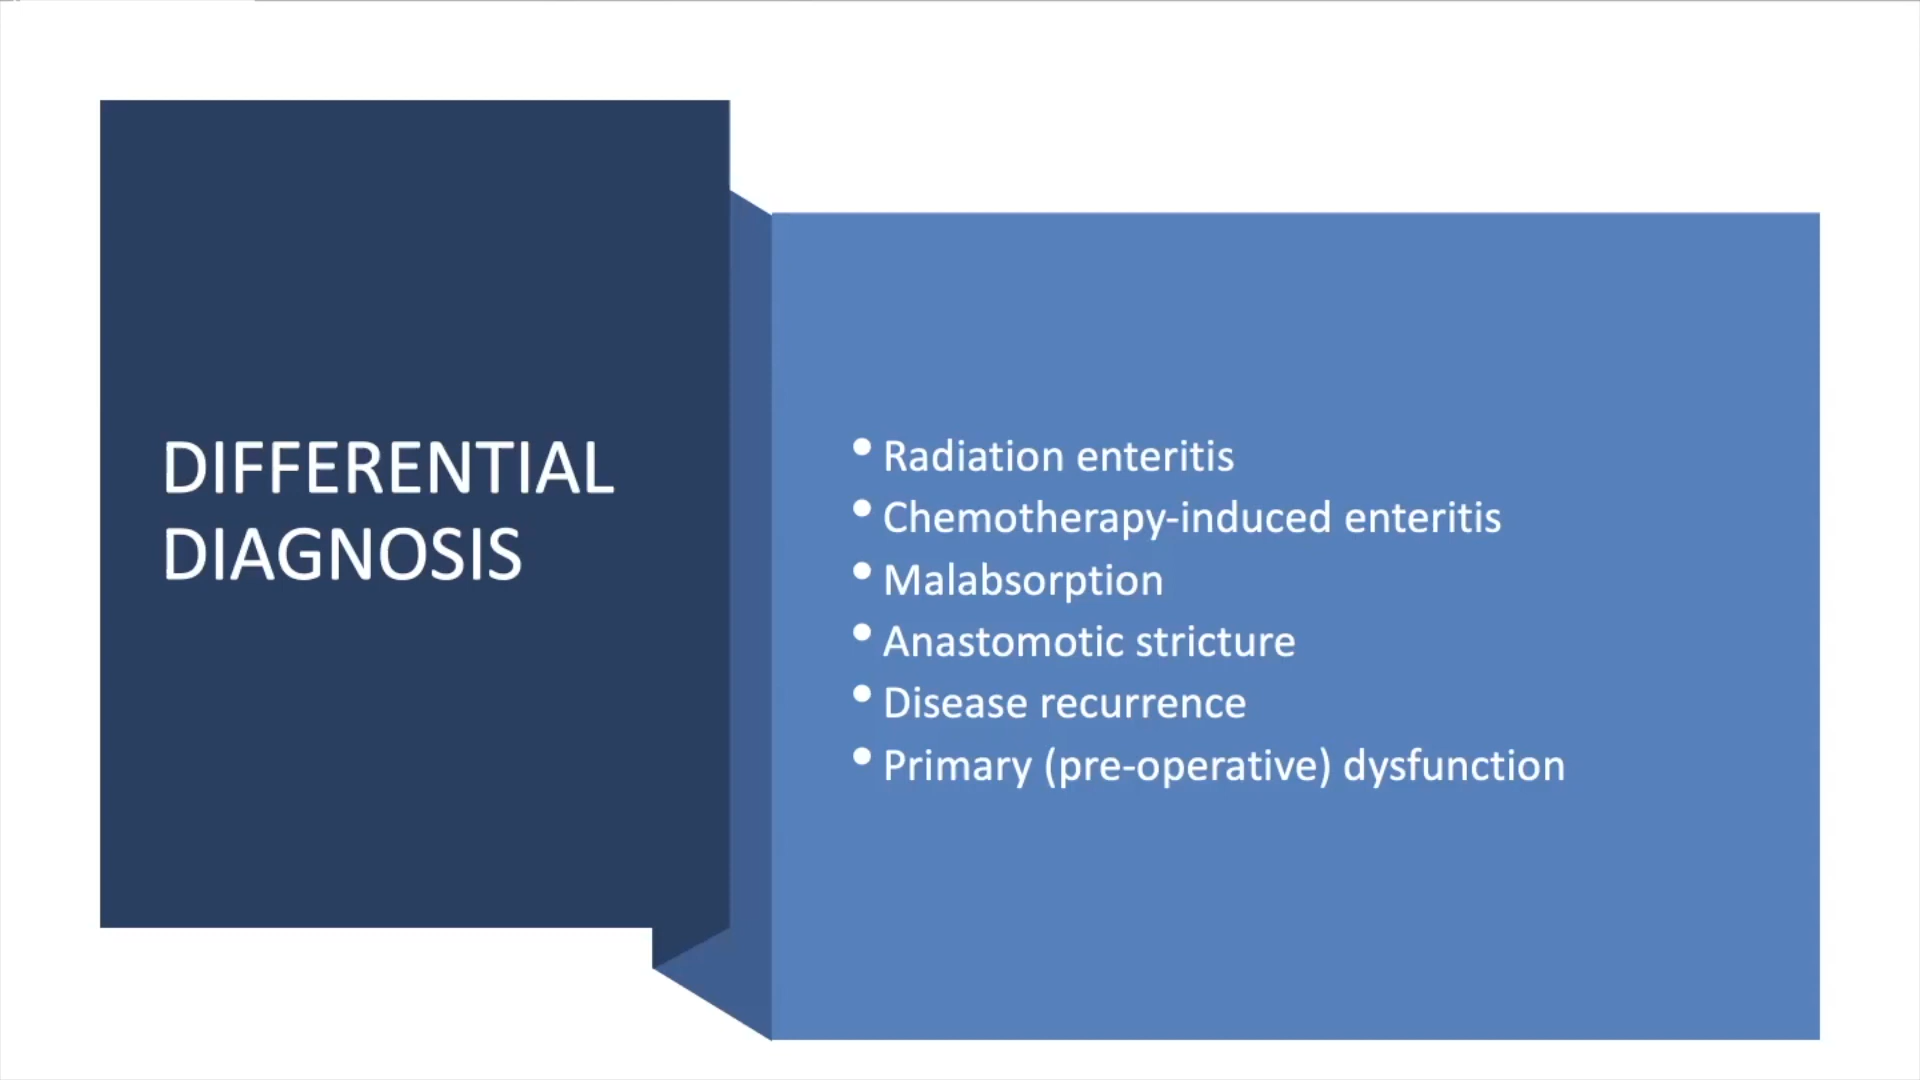 DIFFERENTIAL
DIAGNOSIS
• Radiation enteritis
• Chemotherapy-induced enteritis
• Malabsorption
• Anastomotic stricture
• Disease recurrence
• Primary (pre-operative) dysfunction